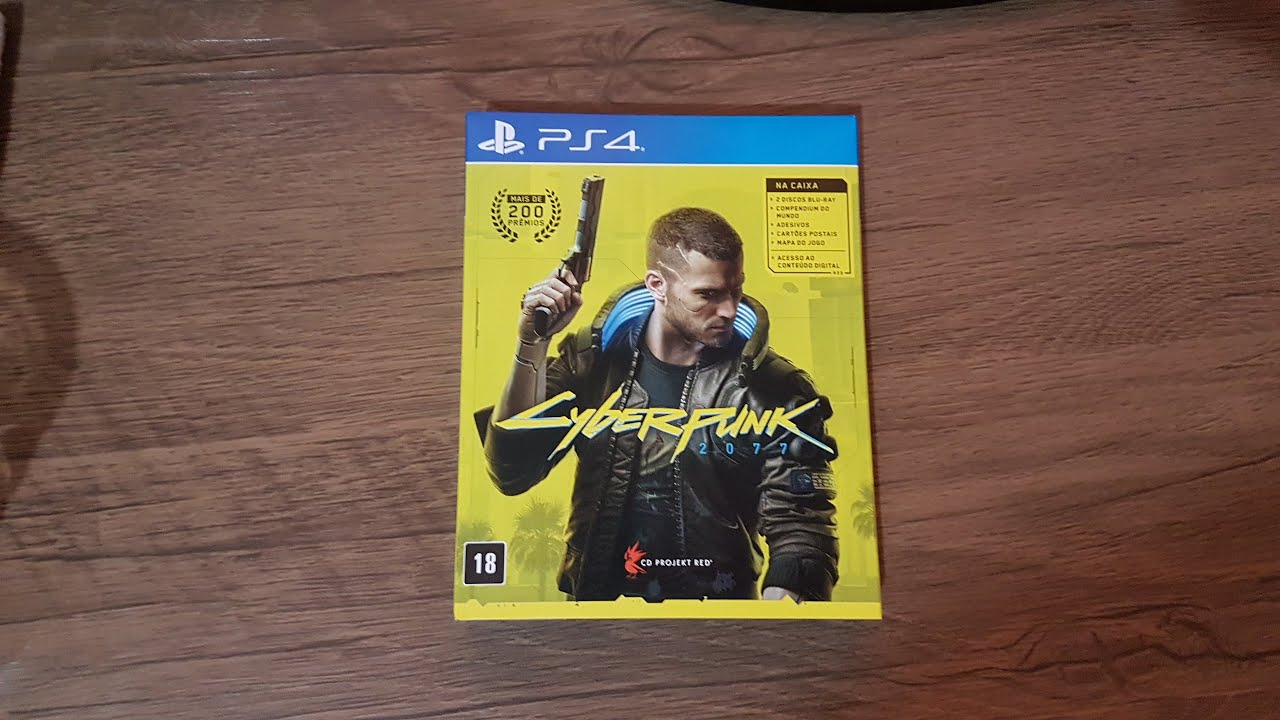 PS4
MAIS DE
200
PRÊMIOS
NA CAIXA
2 DISCOS BLU-RAY
COMPENDIUM DO
MUNDO
ADESIVOS
CARTÕES POSTAIS
MAPA DO JOGO
ACESSO AO
CONTEÚDO DIGITAL
Cyberpunk
2077
18
CD PROJEKT RED